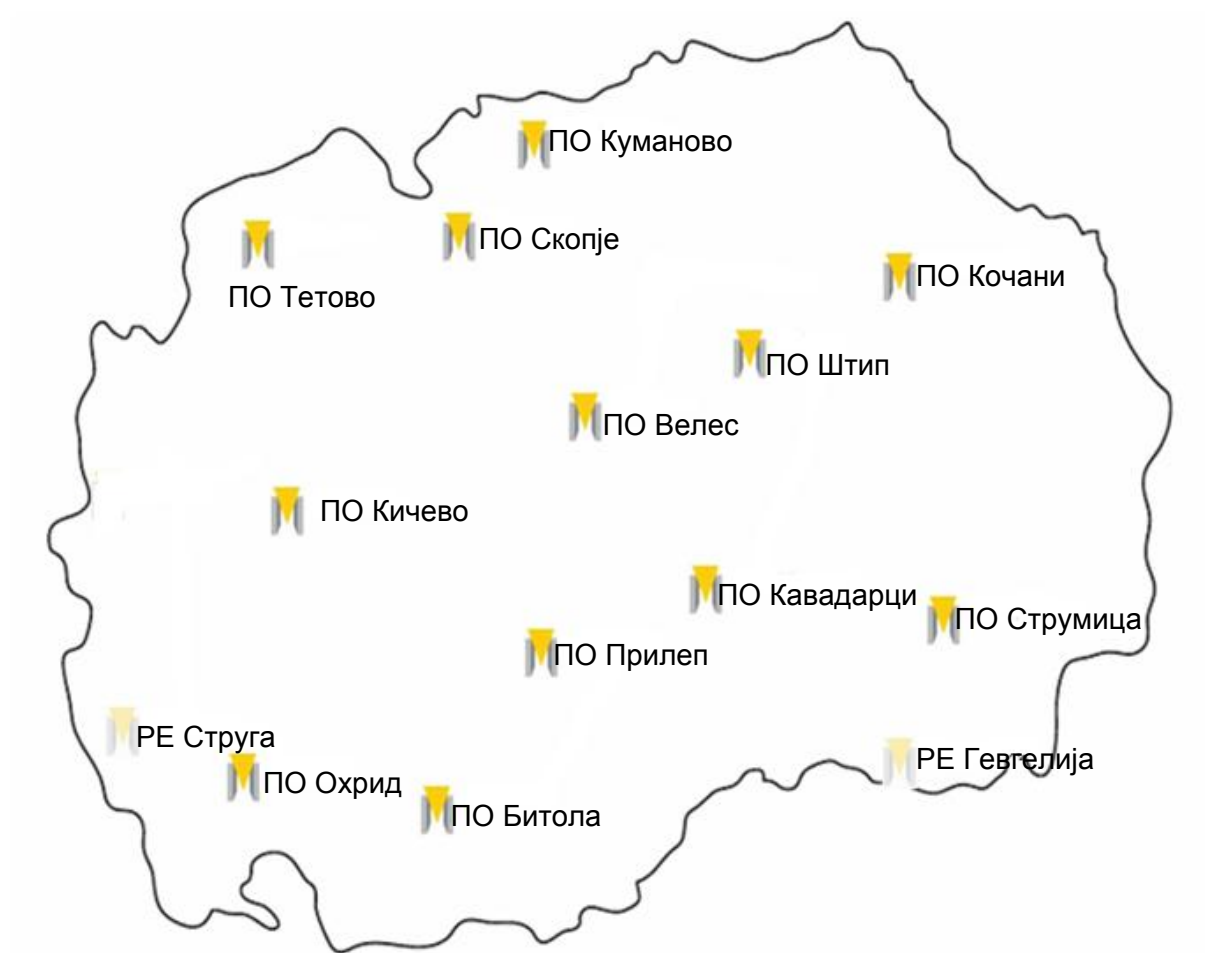 ПО Куманово
ПО Скопје
ПО Кочани
ПО Тетово
ПО Штип
ПО Велес
ПО Кичево
ПО Кавадарци
ПО Струмица
ПО Прилеп
РЕ Струга
РЕ Гевгелија
ПО Охрид
ПО Битола